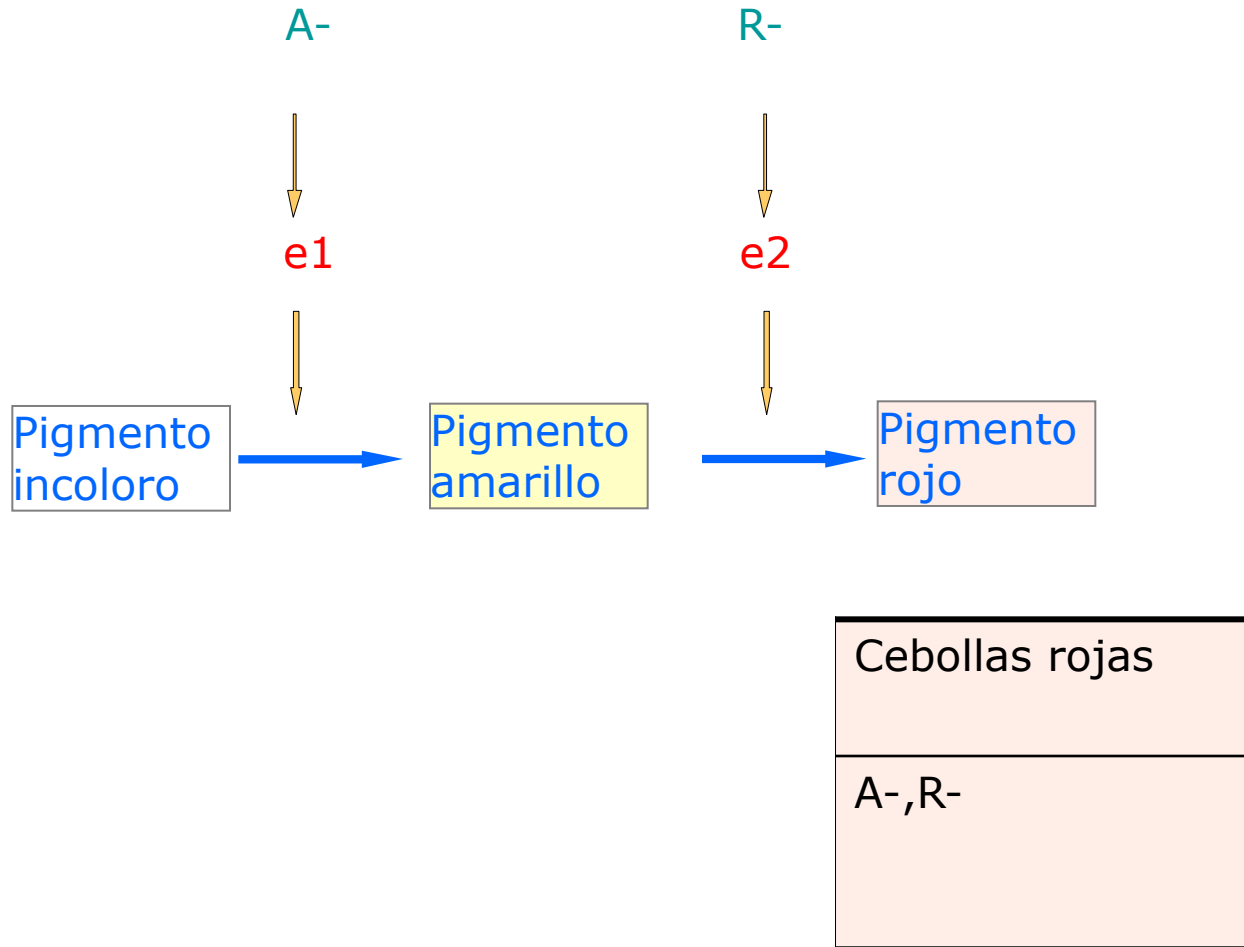 A-
R-
e1
e2
Pigmento
incoloro
Pigmento
amarillo
Pigmento
rojo
Cebollas rojas
A-,R-